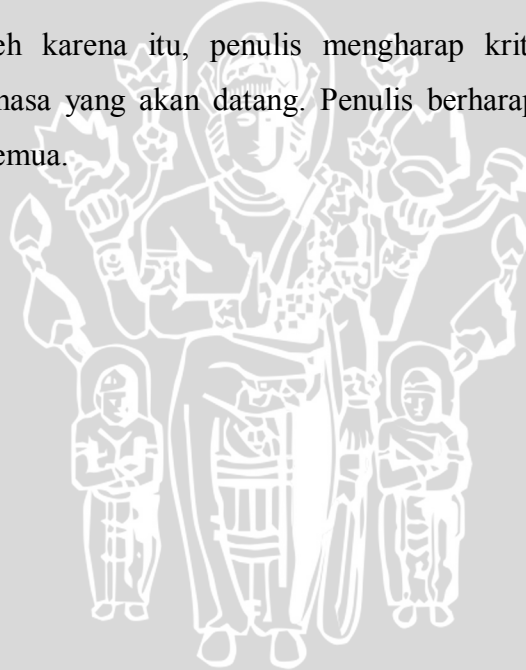 eh karena itu, penulis mengharap krit
nasa yang akan datang. Penulis berharap
emua.